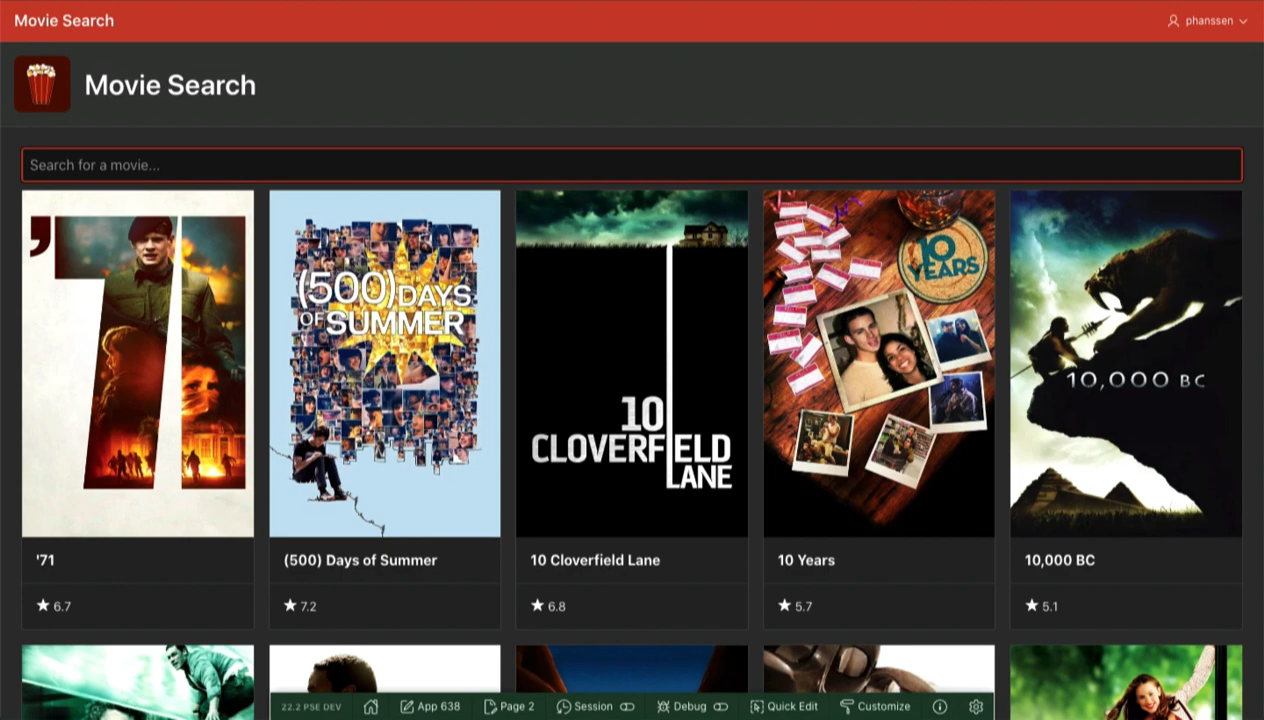 Movie Search
phanssen
Movie Search
Search for a movie...
'71
(500) DAYS
OF SUMMER
10
CLOVERFIELD
LANE
10
YEARS
10,000 BC
'71
(500) Days of Summer
10 Cloverfield Lane
10 Years
10,000 BC
★ 6.7
★ 7.2
★ 6.8
★ 5.7
★ 5.1
22.2 PSE DEV
App 638
Page 2
Session
Debug
Quick Edit
Customize